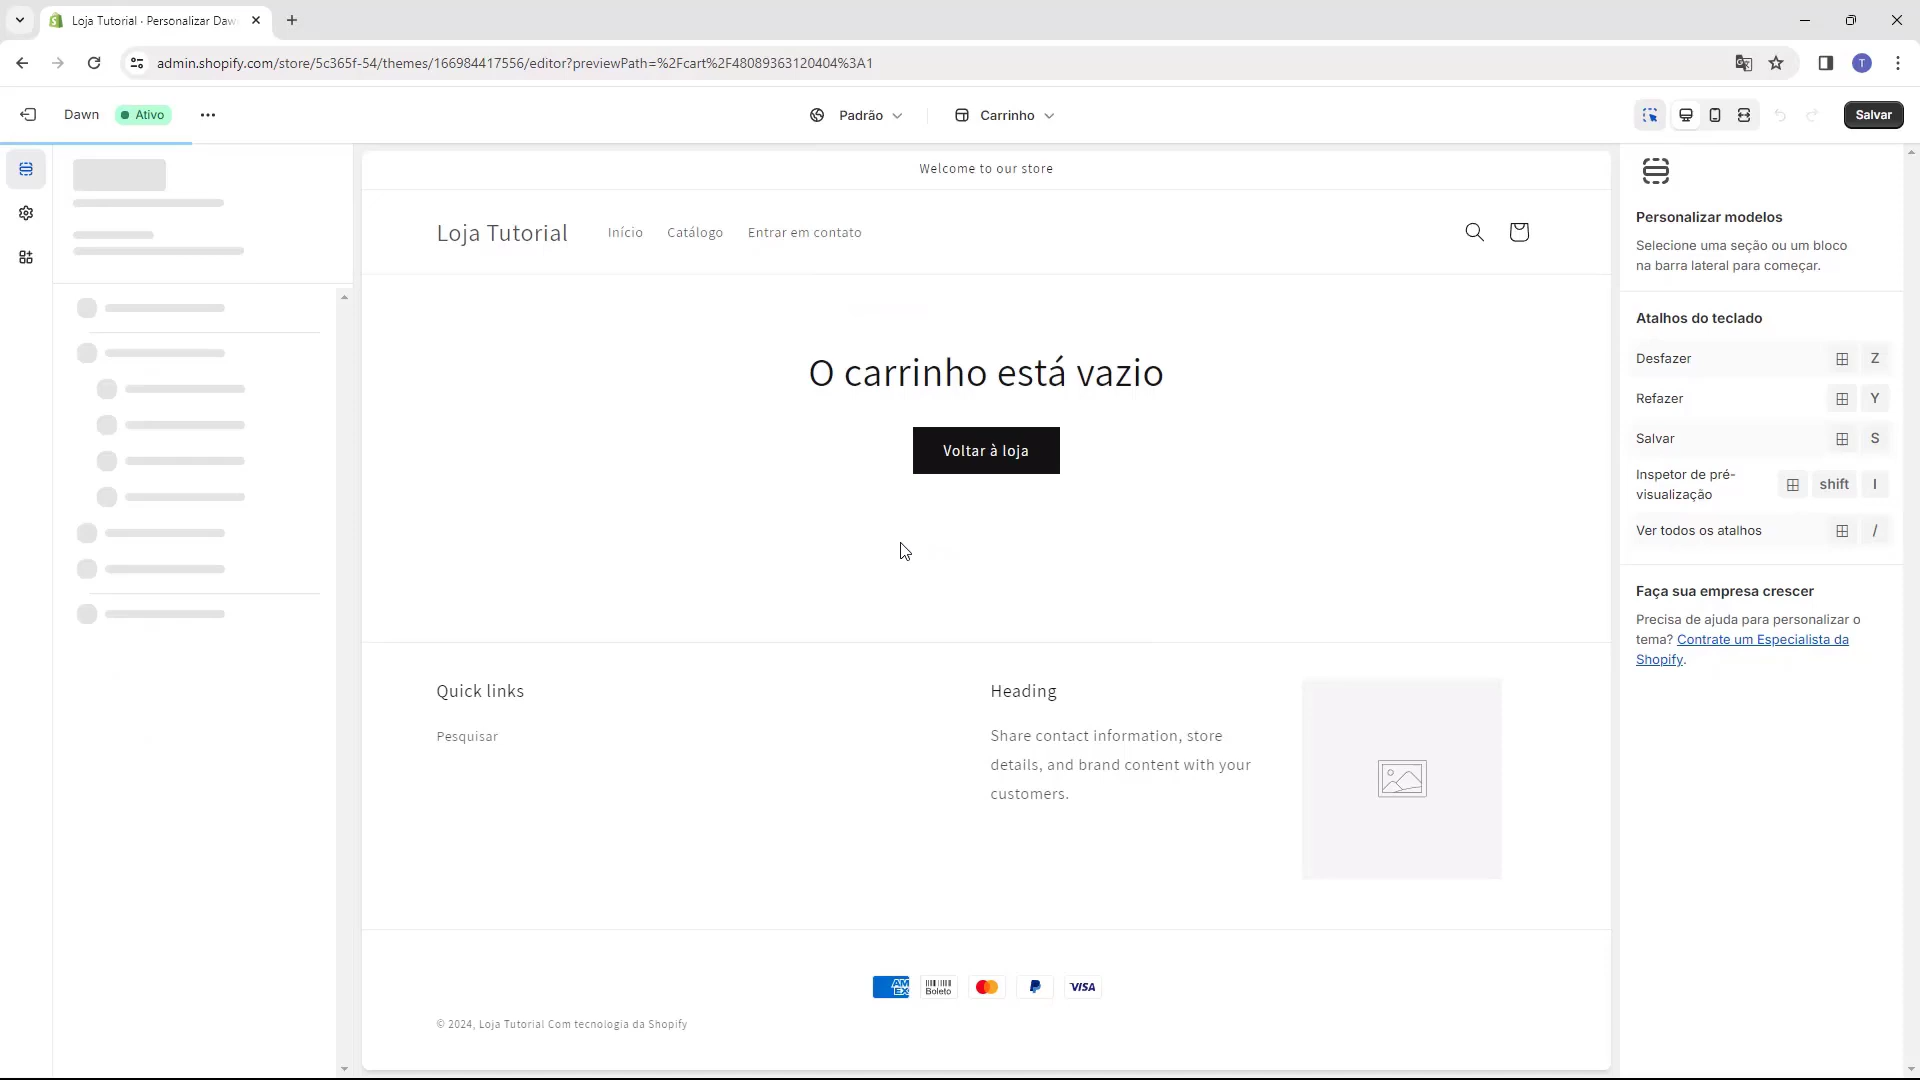 Loja Tutorial · Personalizar Daw
admin.shopify.com/store/5c365f-54/themes/166984417556/editor?previewPath=%2Fcart%2F48089363120404%3A1
T
Dawn
Ativo
Padrão
Carrinho
Salvar
Welcome to our store
Loja Tutorial
Início
Catálogo
Entrar em contato
O carrinho está vazio
Voltar à loja
Quick links
Pesquisar
Heading
Share contact information, store
details, and brand content with your
customers.
AM
EX
Boleto
VISA
© 2024, Loja Tutorial Com tecnologia da Shopify
Personalizar modelos
Selecione uma seção ou um bloco
na barra lateral para começar.
Atalhos do teclado
Desfazer Z
Refazer Y
Salvar S
Inspetor de pré-
visualização shift I
Ver todos os atalhos /
Faça sua empresa crescer
Precisa de ajuda para personalizar o
tema? Contrate um Especialista da
Shopify.